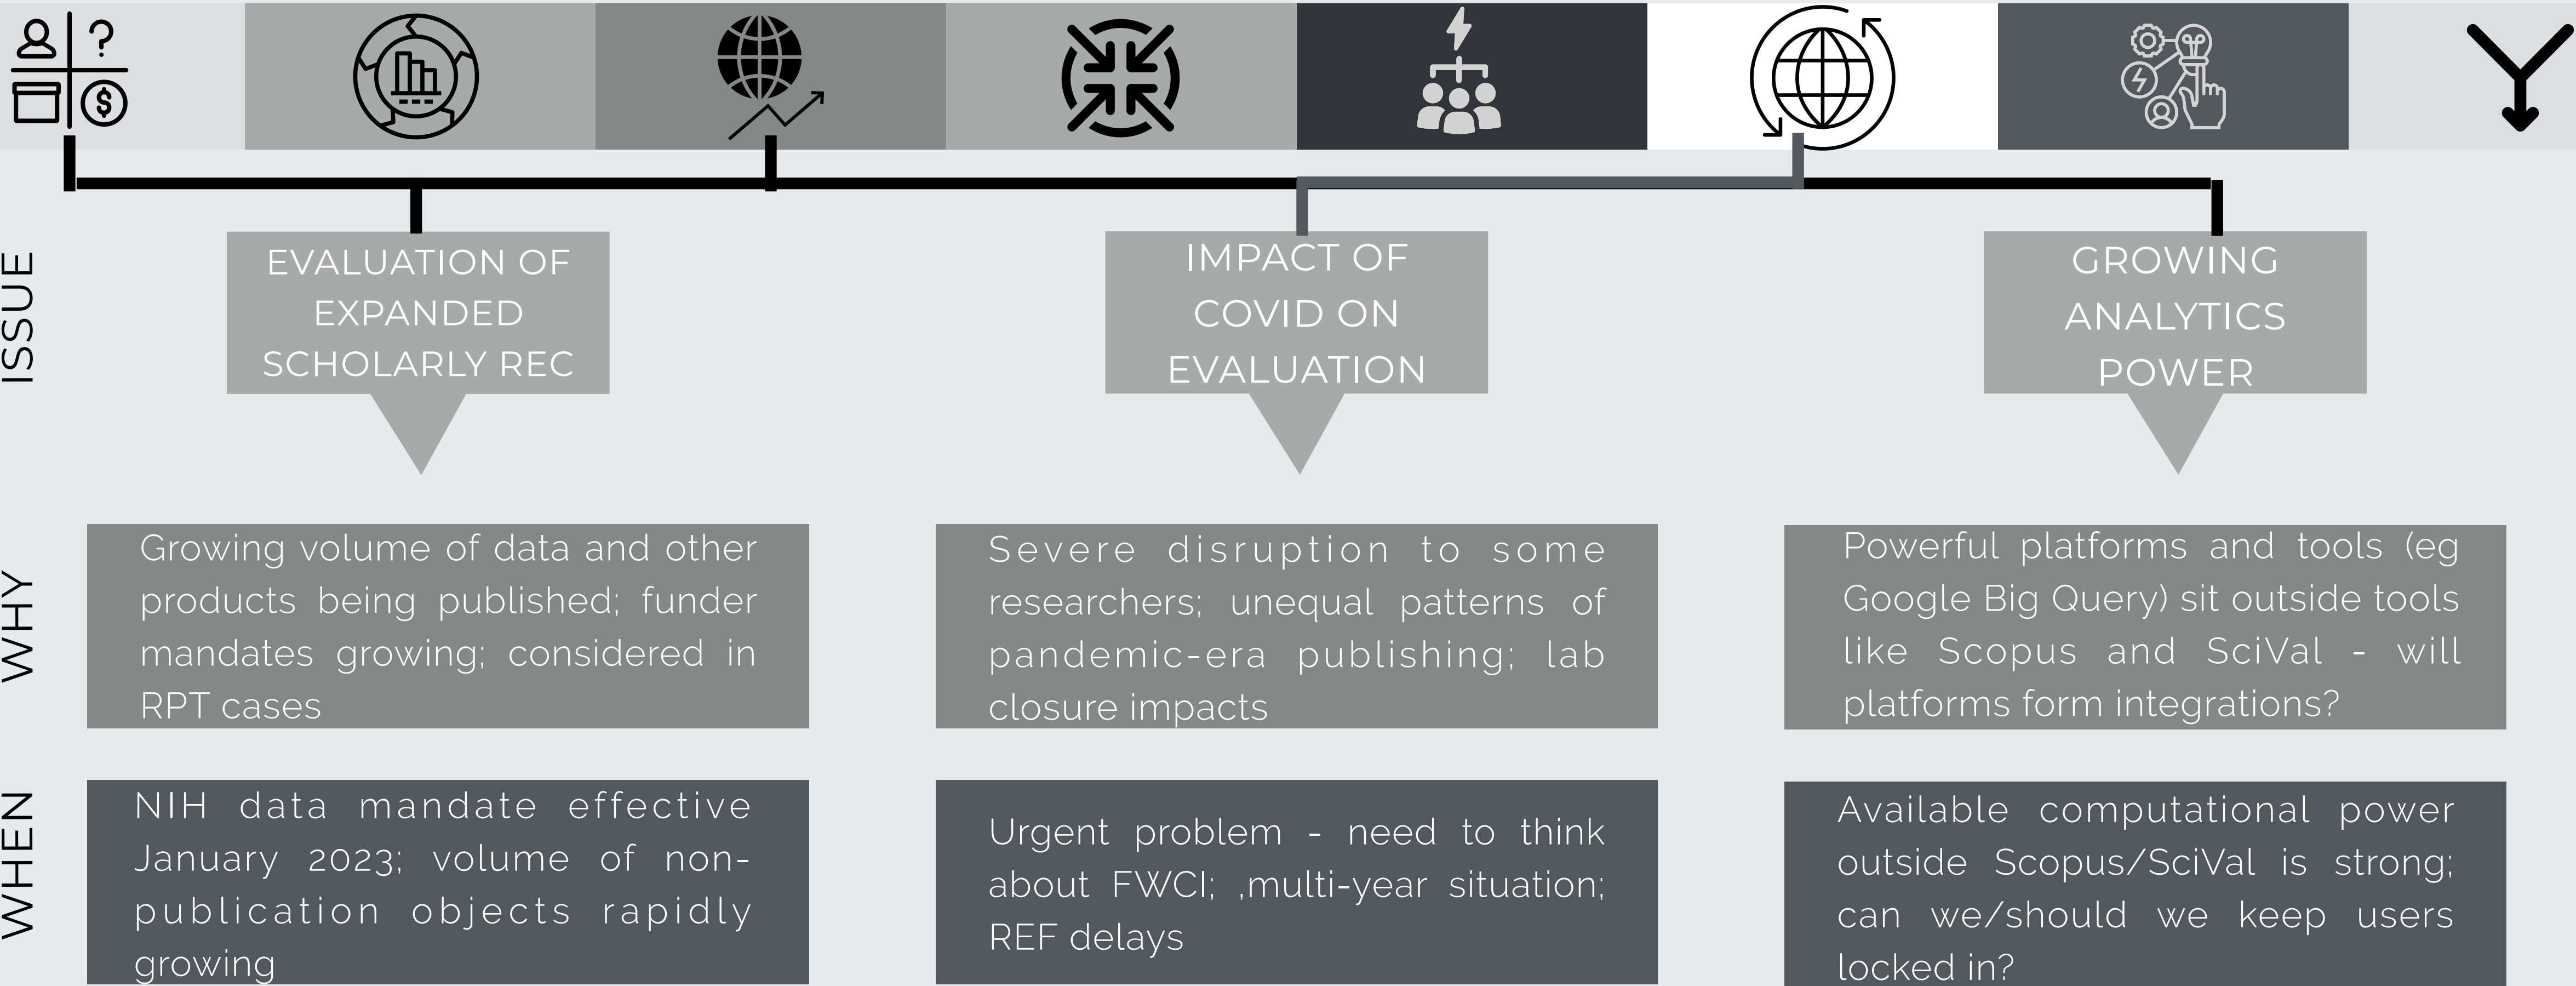 ISSUE
EVALUATION OF
EXPANDED
SCHOLARLY REC
IMPACT OF
COVID ON
EVALUATION
GROWING
ANALYTICS
POWER
WHY
Growing volume of data and other
products being published; funder
mandates growing; considered in
RPT cases
Severe disruption to some
researchers; unequal patterns of
pandemic-era publishing; lab
closure impacts
Powerful platforms and tools (eg
Google Big Query) sit outside tools
like Scopus and SciVal - will
platforms form integrations?
WHEN
NIH data mandate effective
January 2023; volume of non-
publication objects rapidly
growing
Urgent problem - need to think
about FWCI; ,multi-year situation;
REF delays
Available computational power
outside Scopus/SciVal is strong;
can we/should we keep users
locked in?